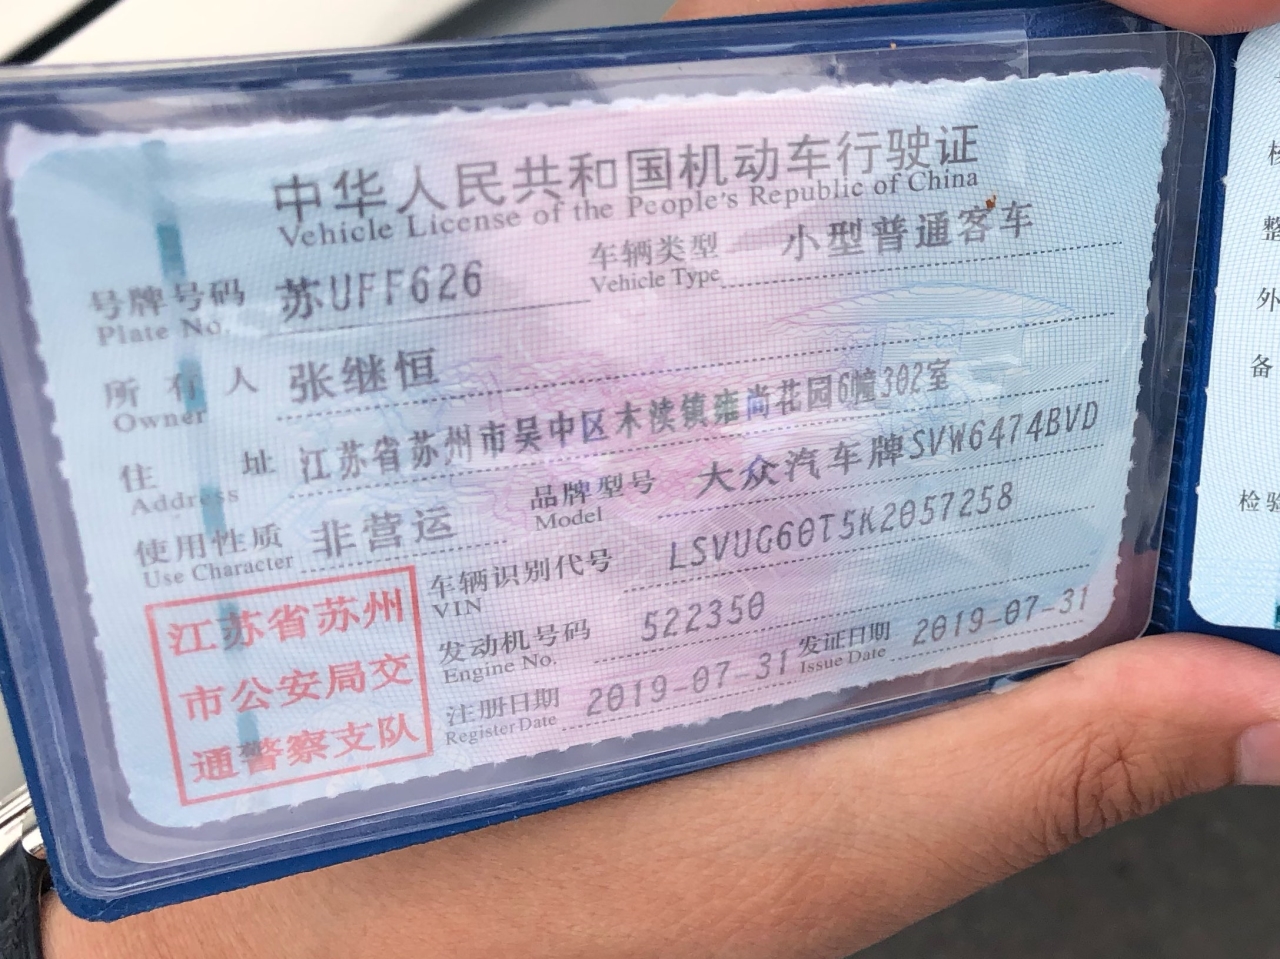 中华人民共和国机动车行驶证
Vehicle License of the People's Republic of China
号牌号码 苏UFF626 车辆类型 小型普通客车
Plate No. Vehicle Type
所有人 张继恒
Owner
住址 江苏省苏州市吴中区木渎镇雍尚花园6幢302室
Address
使用性质 非营运 品牌型号 大众汽车牌SVW6474BVD
Use Character Model
车辆识别代号 LSVUG60T5K2057258
VIN
发动机号码 522350
Engine No.
注册日期 2019-07-31 发证日期 2019-07-31
Register Date Issue Date
江苏省苏州
市公安局交
通警察支队
整
外
备
检验